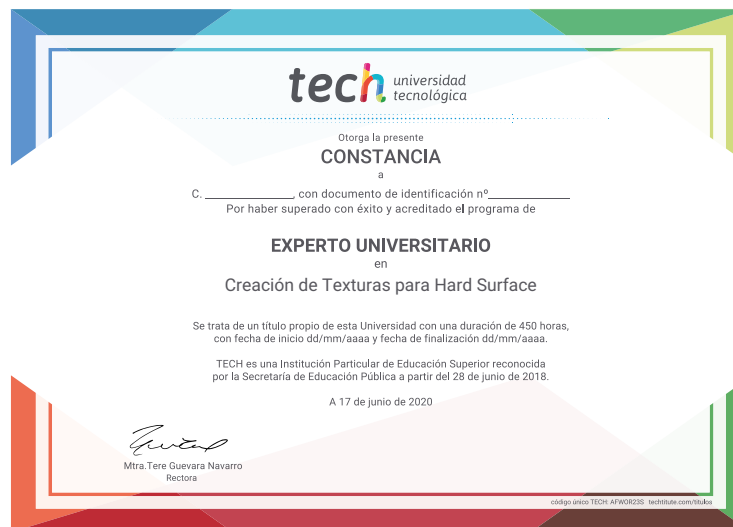 tech universidad
tecnológica
Otorga la presente
CONSTANCIA
a
C. ______________, con documento de identificación nº______________
Por haber superado con éxito y acreditado el programa de
EXPERTO UNIVERSITARIO
en
Creación de Texturas para Hard Surface
Se trata de un título propio de esta Universidad con una duración de 450 horas,
con fecha de inicio dd/mm/aaaa y fecha de finalización dd/mm/aaaa.
TECH es una Institución Particular de Educación Superior reconocida
por la Secretaría de Educación Pública a partir del 28 de junio de 2018.
A 17 de junio de 2020
Mtra.Tere Guevara Navarro
Rectora
código único TECH: AFWOR23S techtitute.com/titulos